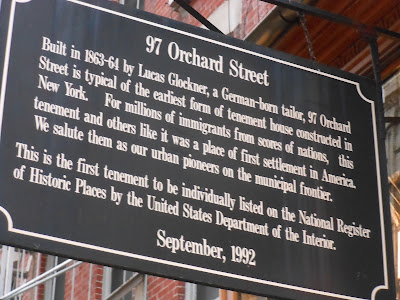 97 Orchard Street
Built in 1863-64 by Lucas Glockner, a German-born tailor, 97 Orchard
Street is typical of the earliest form of tenement house constructed in
New York. For millions of immigrants from scores of nations, this
tenement and others like it was a place of first settlement in America.
We salute them as our urban pioneers on the municipal frontier.
This is the first tenement to be individually listed on the National Register
of Historic Places by the United States Department of the Interior.
September, 1992